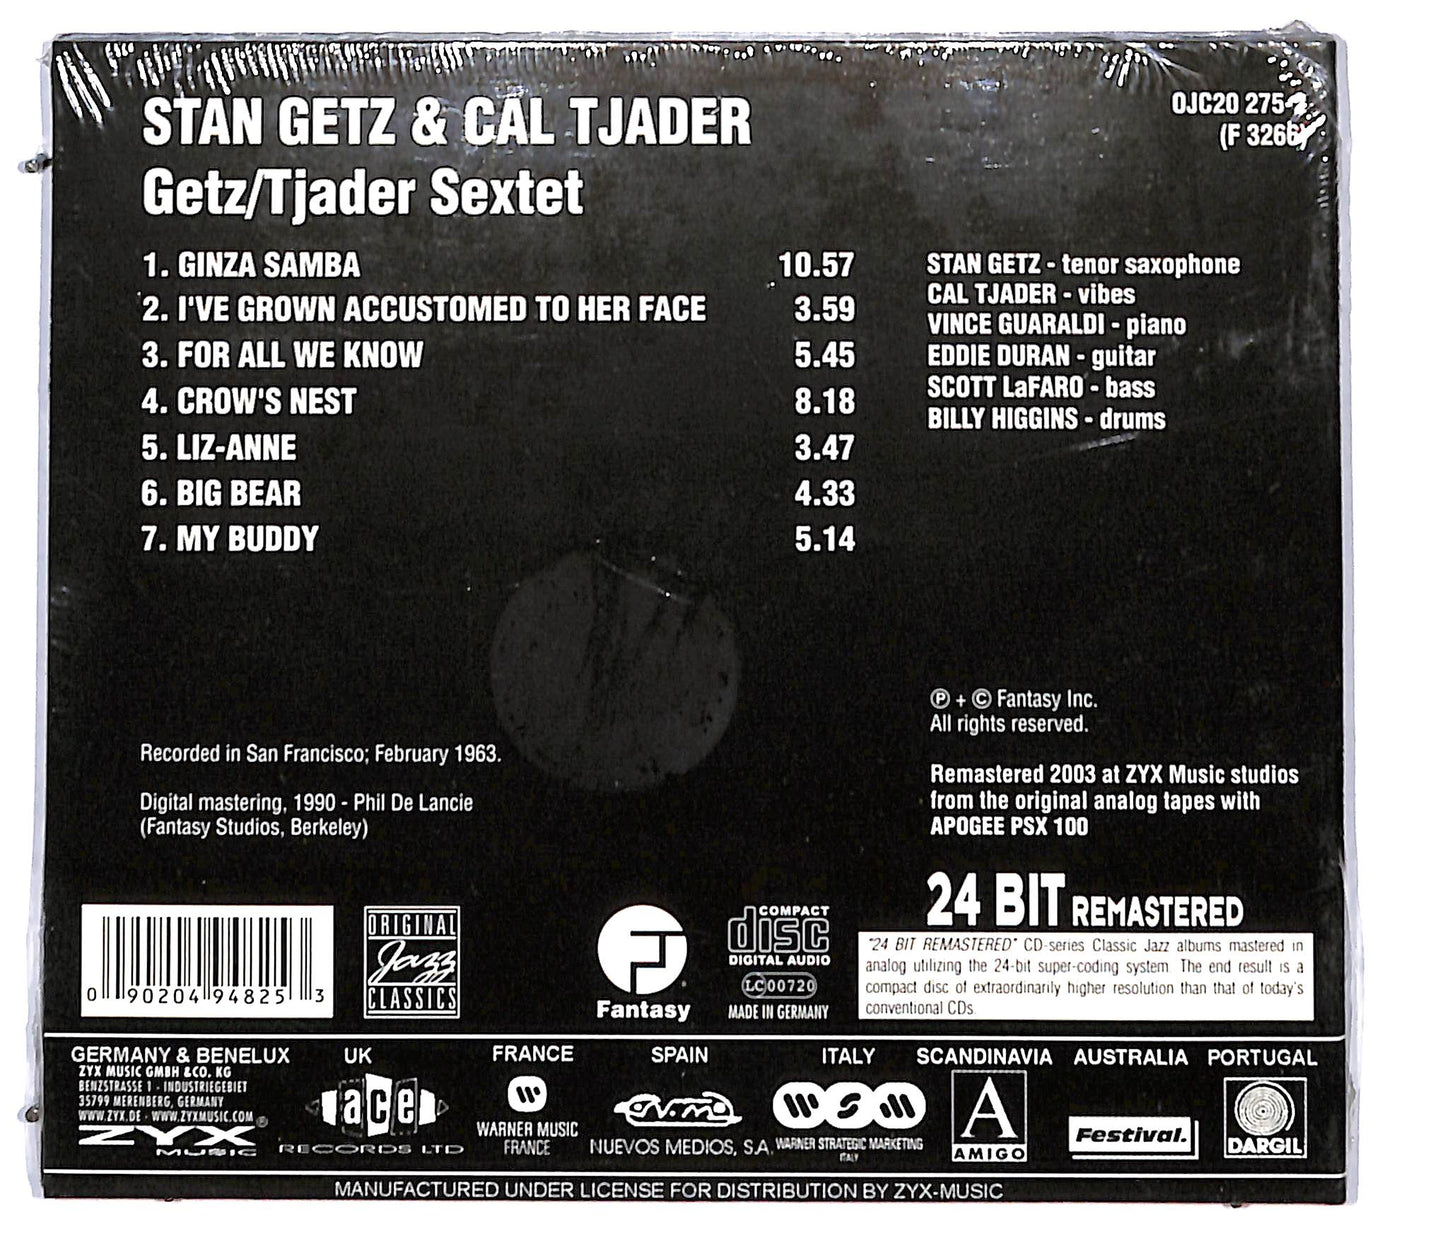 STAN GETZ & CAL TJADER
Getz/Tjader Sextet
OJC20 275-
(F 3266)
1. GINZA SAMBA 10.57
2. I'VE GROWN ACCUSTOMED TO HER FACE 3.59
3. FOR ALL WE KNOW 5.45
4. CROW'S NEST 8.18
5. LIZ-ANNE 3.47
6. BIG BEAR 4.33
7. MY BUDDY 5.14
STAN GETZ - tenor saxophone
CAL TJADER - vibes
VINCE GUARALDI - piano
EDDIE DURAN - guitar
SCOTT LaFARO - bass
BILLY HIGGINS - drums
Recorded in San Francisco; February 1963.
Digital mastering, 1990 - Phil De Lancie
(Fantasy Studios, Berkeley)
℗ + © Fantasy Inc.
All rights reserved.
Remastered 2003 at ZYX Music studios
from the original analog tapes with
APOGEE PSX 100
24 BIT REMASTERED
"24 BIT REMASTERED" CD-series Classic Jazz albums mastered in
analog utilizing the 24-bit super-coding system. The end result is a
compact disc of extraordinarily higher resolution than that of today's
conventional CDs.
0 90204 94825 3
ORIGINAL
Jazz
CLASSICS
Fantasy
COMPACT
disc
DIGITAL AUDIO
LC 00720
MADE IN GERMANY
GERMANY & BENELUX
ZYX MUSIC GMBH & CO. KG
BENZSTRASSE 1 - INDUSTRIEGEBIET
35799 MERENBERG, GERMANY
WWW.ZYX.DE - WWW.ZYXMUSIC.COM
ZYX®
MUSIC
UK
ace
RECORDS LTD
FRANCE
WARNER MUSIC
FRANCE
SPAIN
n.m.
NUEVOS MEDIOS, S.A.
ITALY
WSM
WARNER STRATEGIC MARKETING
ITALY
SCANDINAVIA
A
AMIGO
AUSTRALIA
Festival.
PORTUGAL
DARGIL
MANUFACTURED UNDER LICENSE FOR DISTRIBUTION BY ZYX-MUSIC